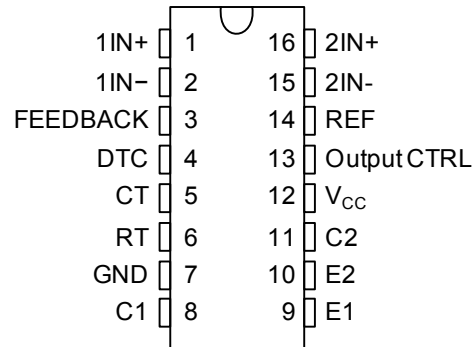 1IN+ 1 16 2IN+
1IN− 2 15 2IN-
FEEDBACK 3 14 REF
DTC 4 13 Output CTRL
CT 5 12 VCC
RT 6 11 C2
GND 7 10 E2
C1 8 9 E1